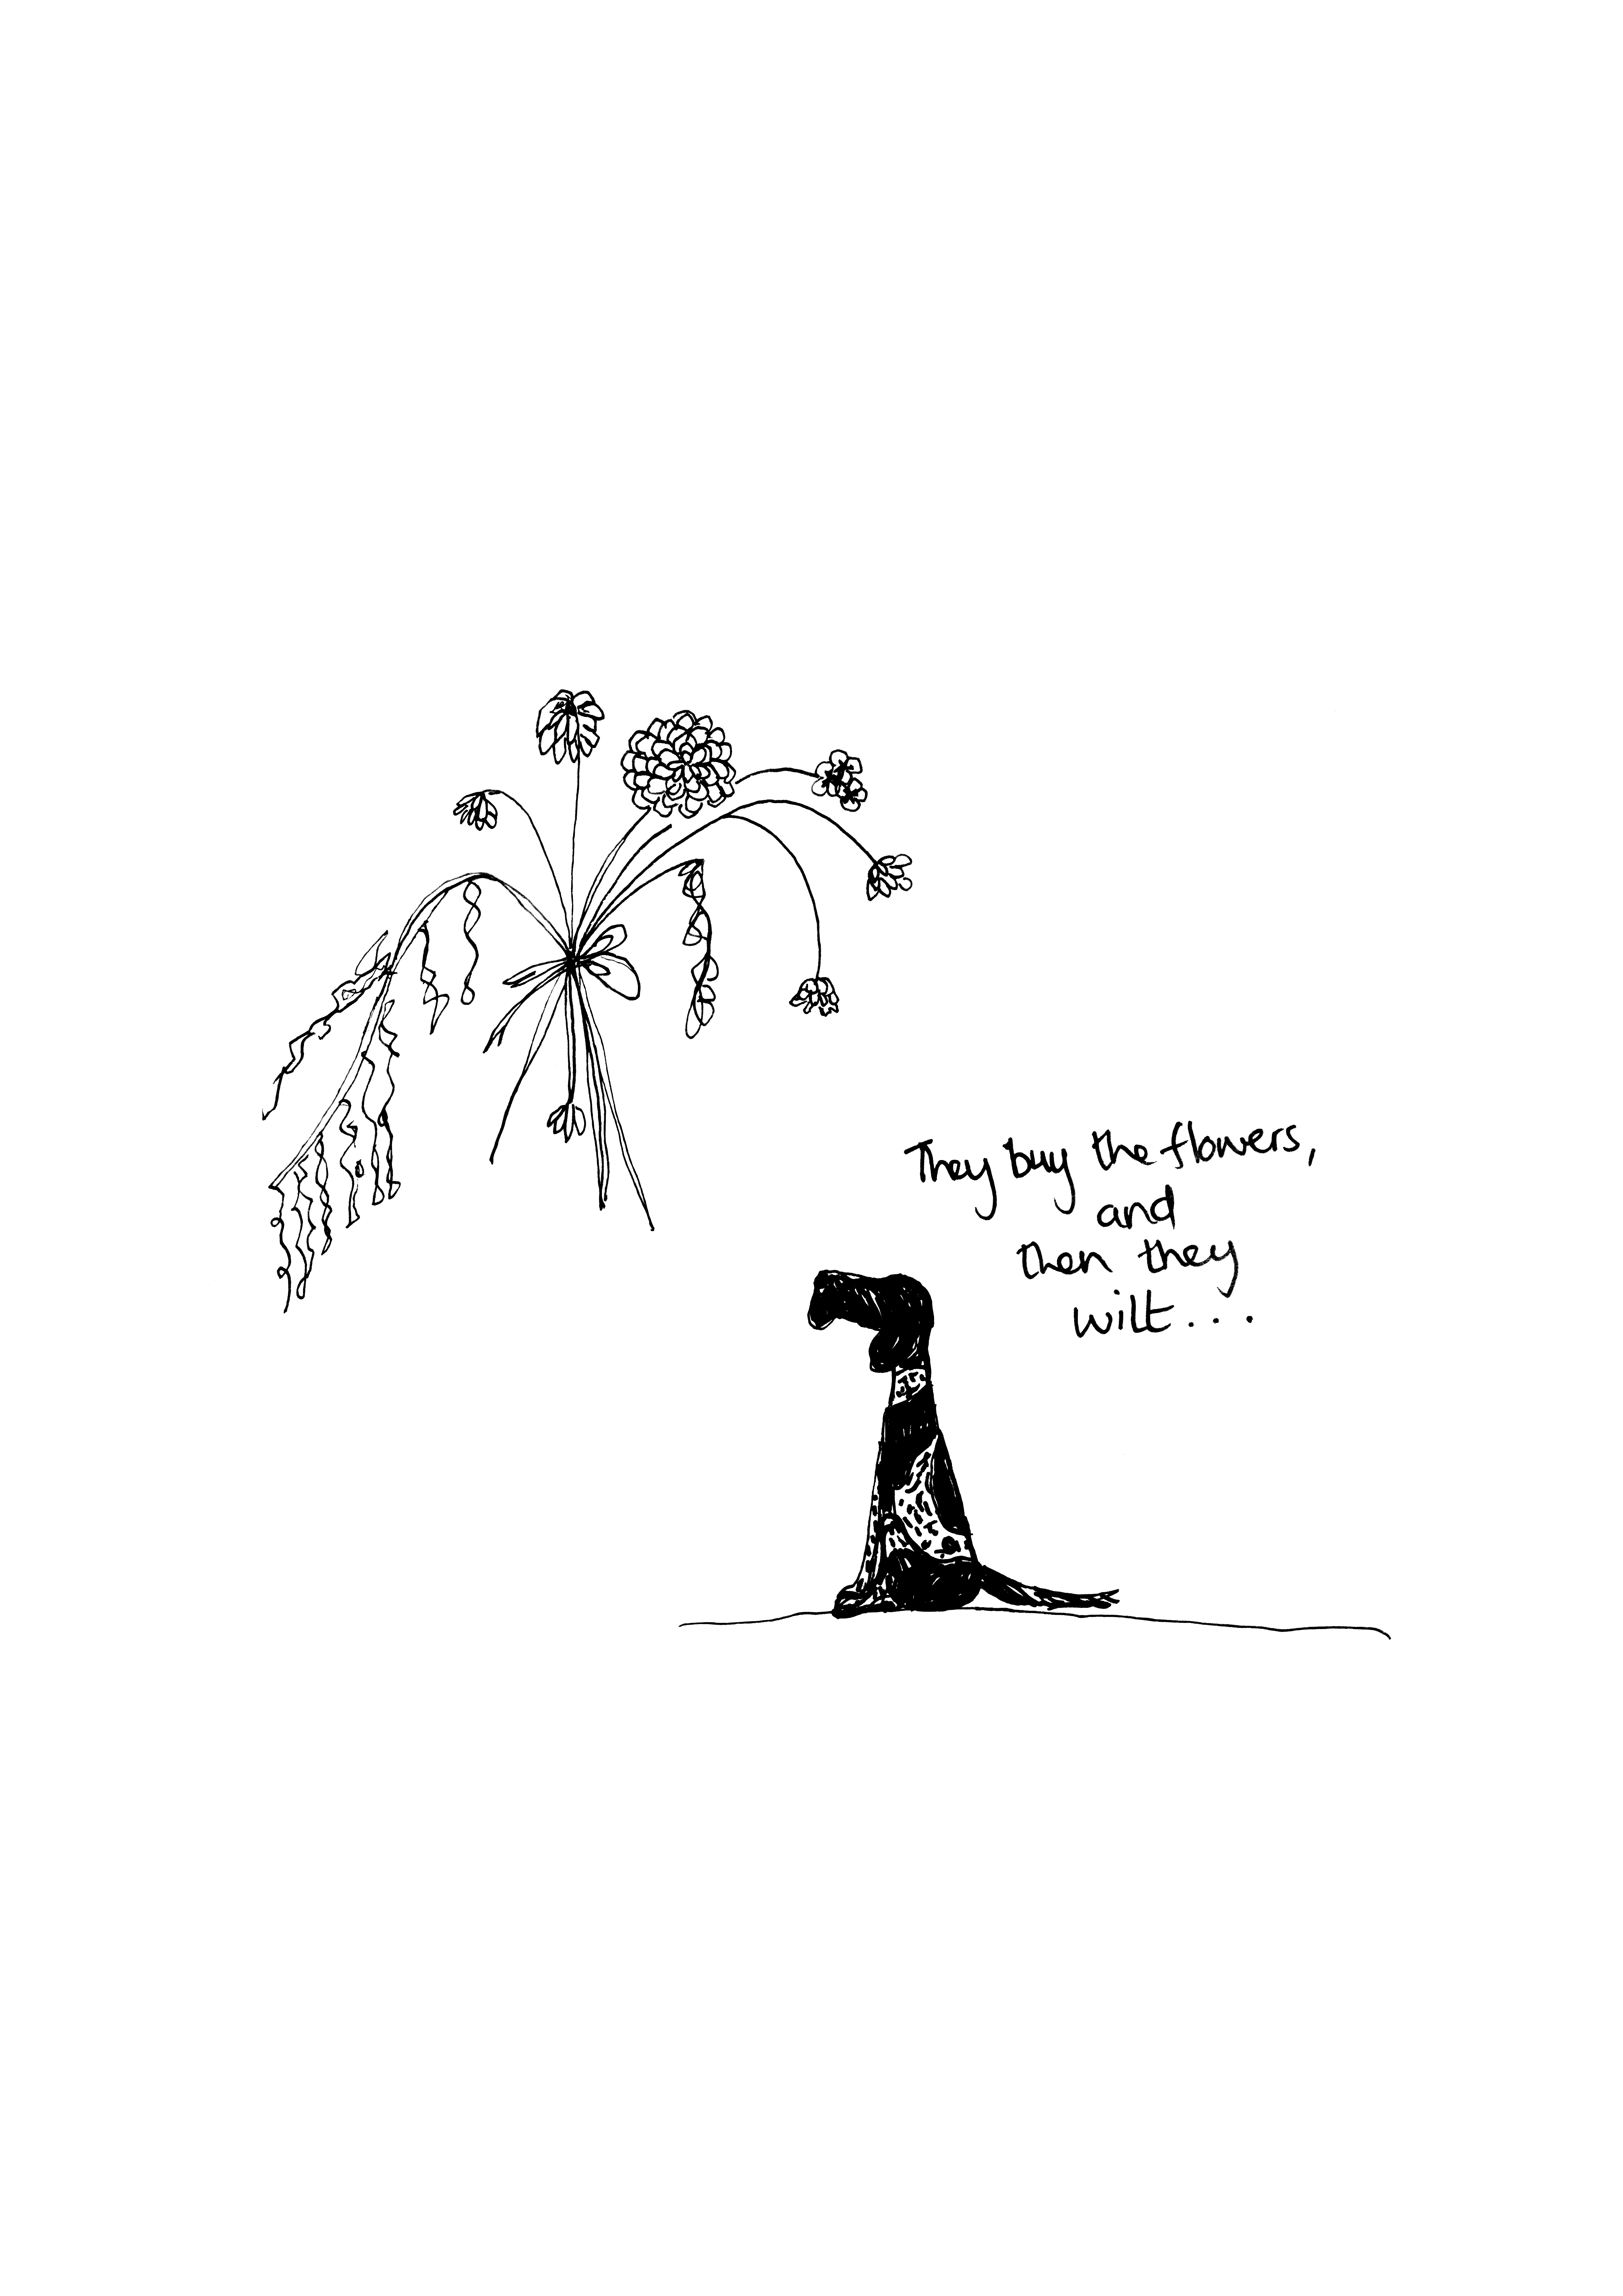 They buy the flowers,
and
then they
wilt...